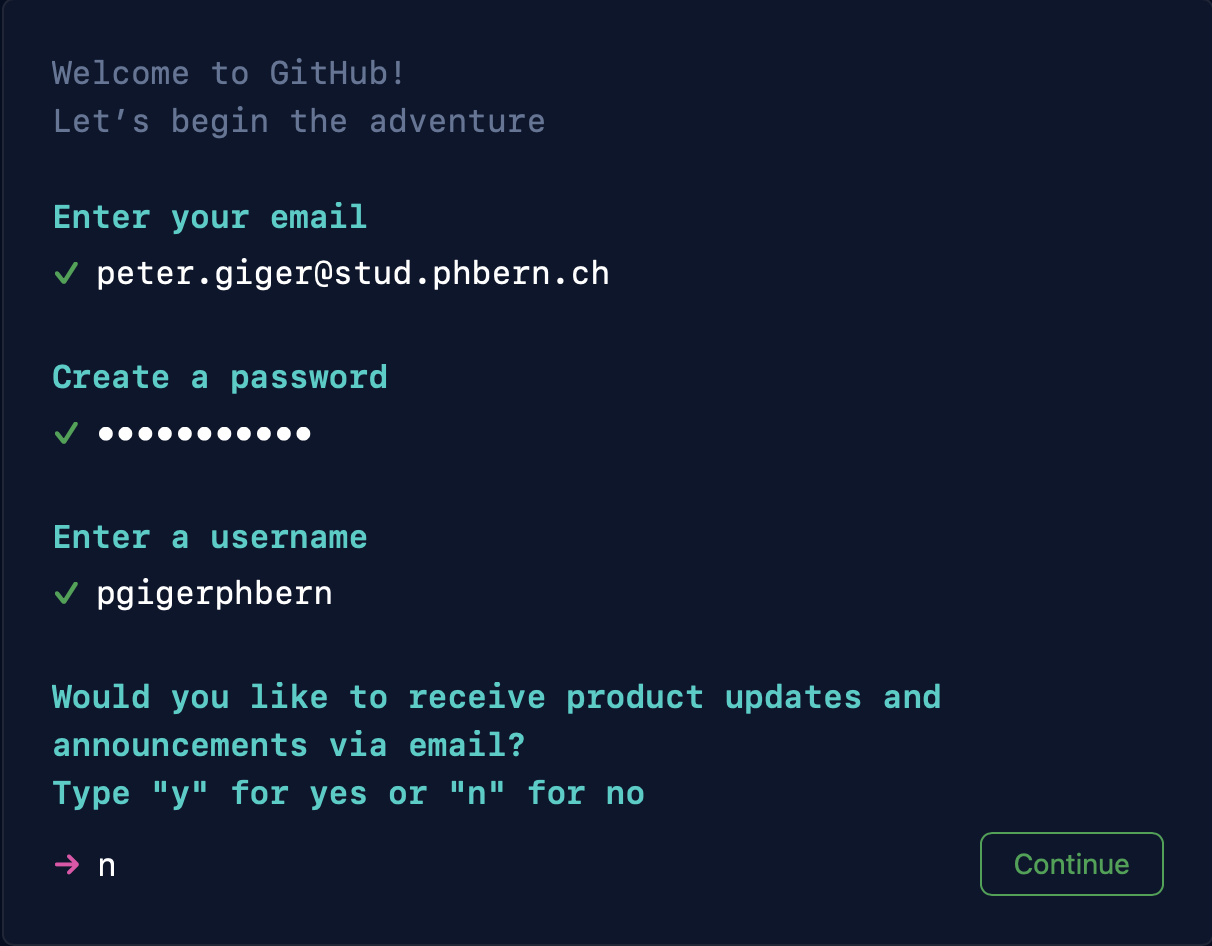 Welcome to GitHub!
Let’s begin the adventure
Enter your email
✓ peter.giger@stud.phbern.ch
Create a password
✓ •••••••••••
Enter a username
✓ pgigerphbern
Would you like to receive product updates and
announcements via email?
Type "y" for yes or "n" for no
→ n
Continue